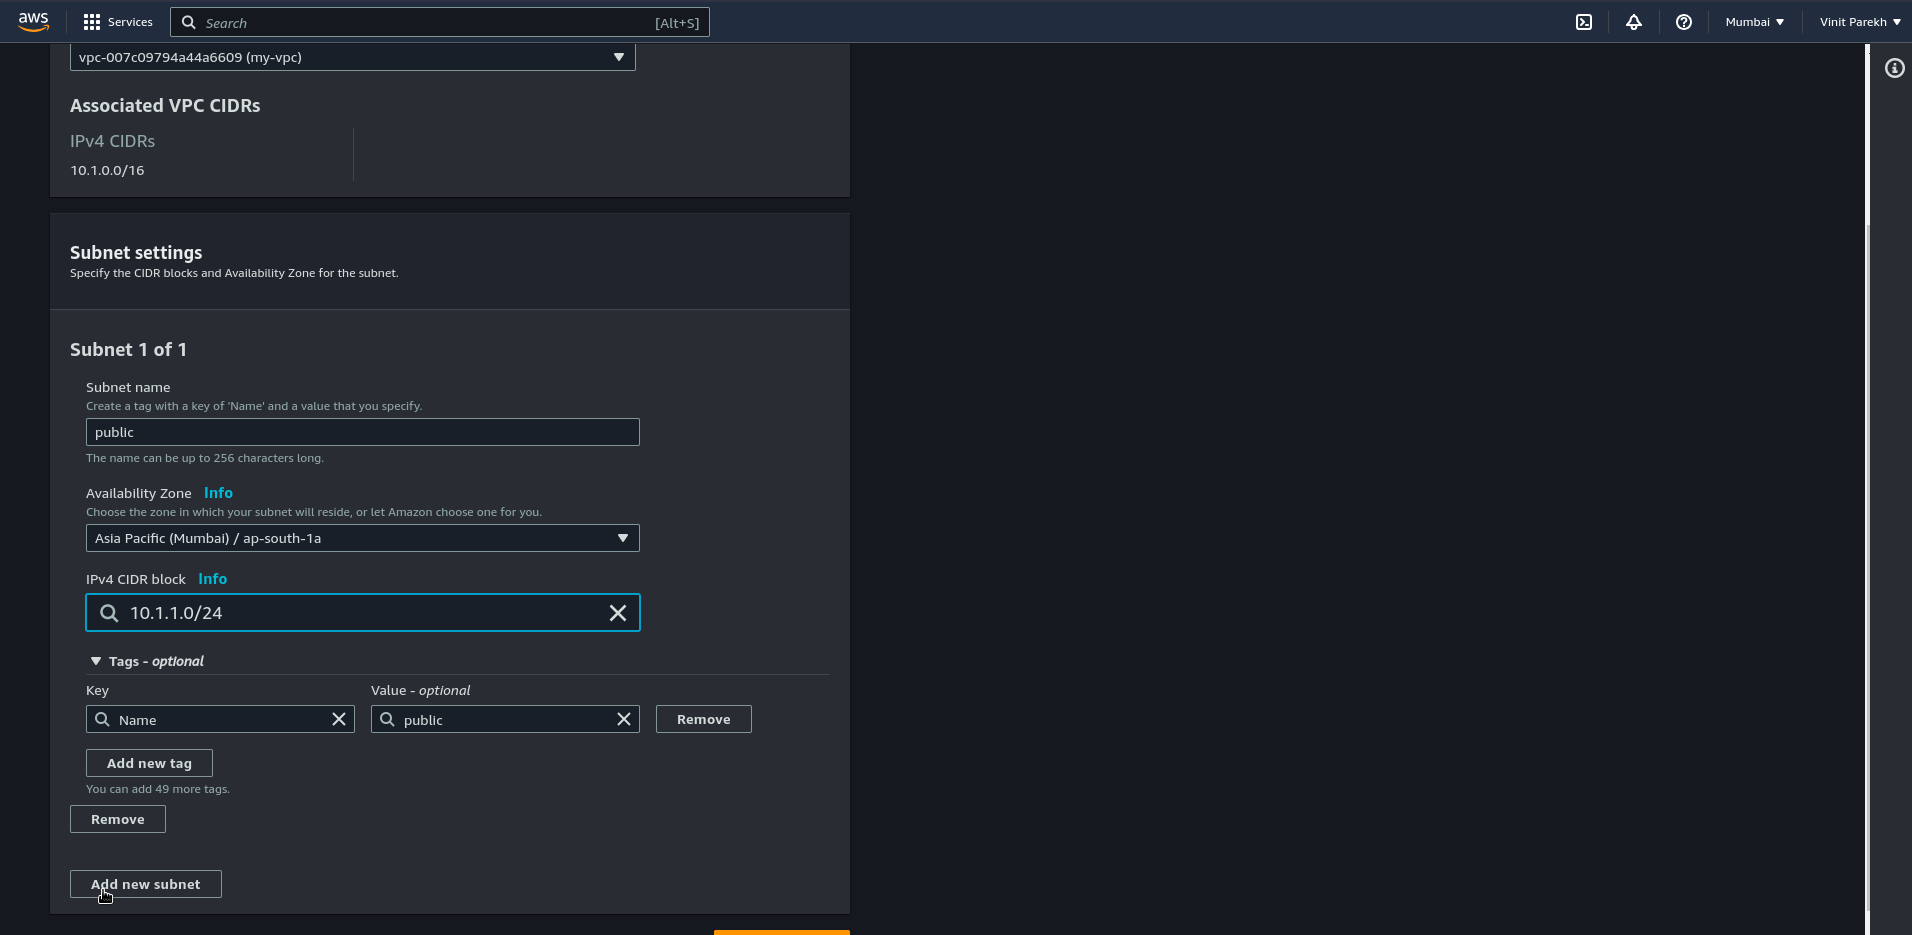 aws Services Search [Alt+S] Mumbai Vinit Parekh
vpc-007c09794a44a6609 (my-vpc)
Associated VPC CIDRs
IPv4 CIDRs
10.1.0.0/16
Subnet settings
Specify the CIDR blocks and Availability Zone for the subnet.
Subnet 1 of 1
Subnet name
Create a tag with a key of 'Name' and a value that you specify.
public
The name can be up to 256 characters long.
Availability Zone Info
Choose the zone in which your subnet will reside, or let Amazon choose one for you.
Asia Pacific (Mumbai) / ap-south-1a
IPv4 CIDR block Info
10.1.1.0/24
Tags - optional
Key Value - optional
Name public Remove
Add new tag
You can add 49 more tags.
Remove
Add new subnet